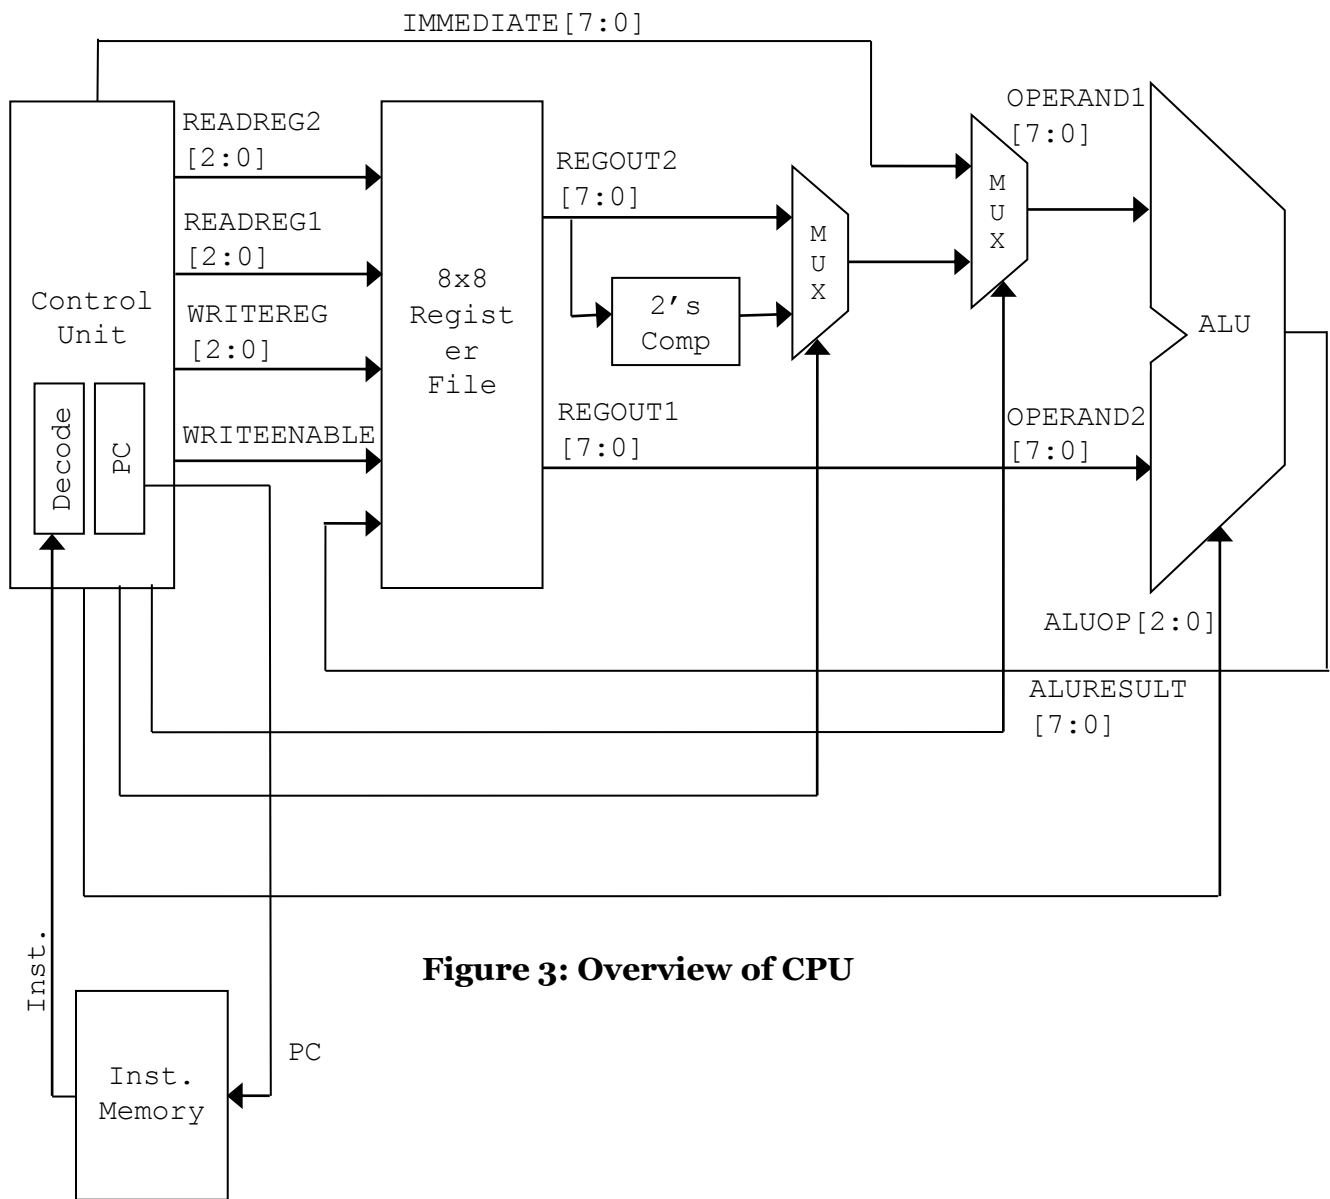 IMMEDIATE[7:0]
READREG2
[2:0]
READREG1
[2:0]
WRITEREG
[2:0]
WRITEENABLE
Control
Unit
Decode
PC
8x8
Regist
er
File
REGOUT2
[7:0]
2’s
Comp
REGOUT1
[7:0]
M
U
X
M
U
X
OPERAND1
[7:0]
OPERAND2
[7:0]
ALU
ALUOP[2:0]
ALURESULT
[7:0]
Inst.
PC
Inst.
Memory
Figure 3: Overview of CPU